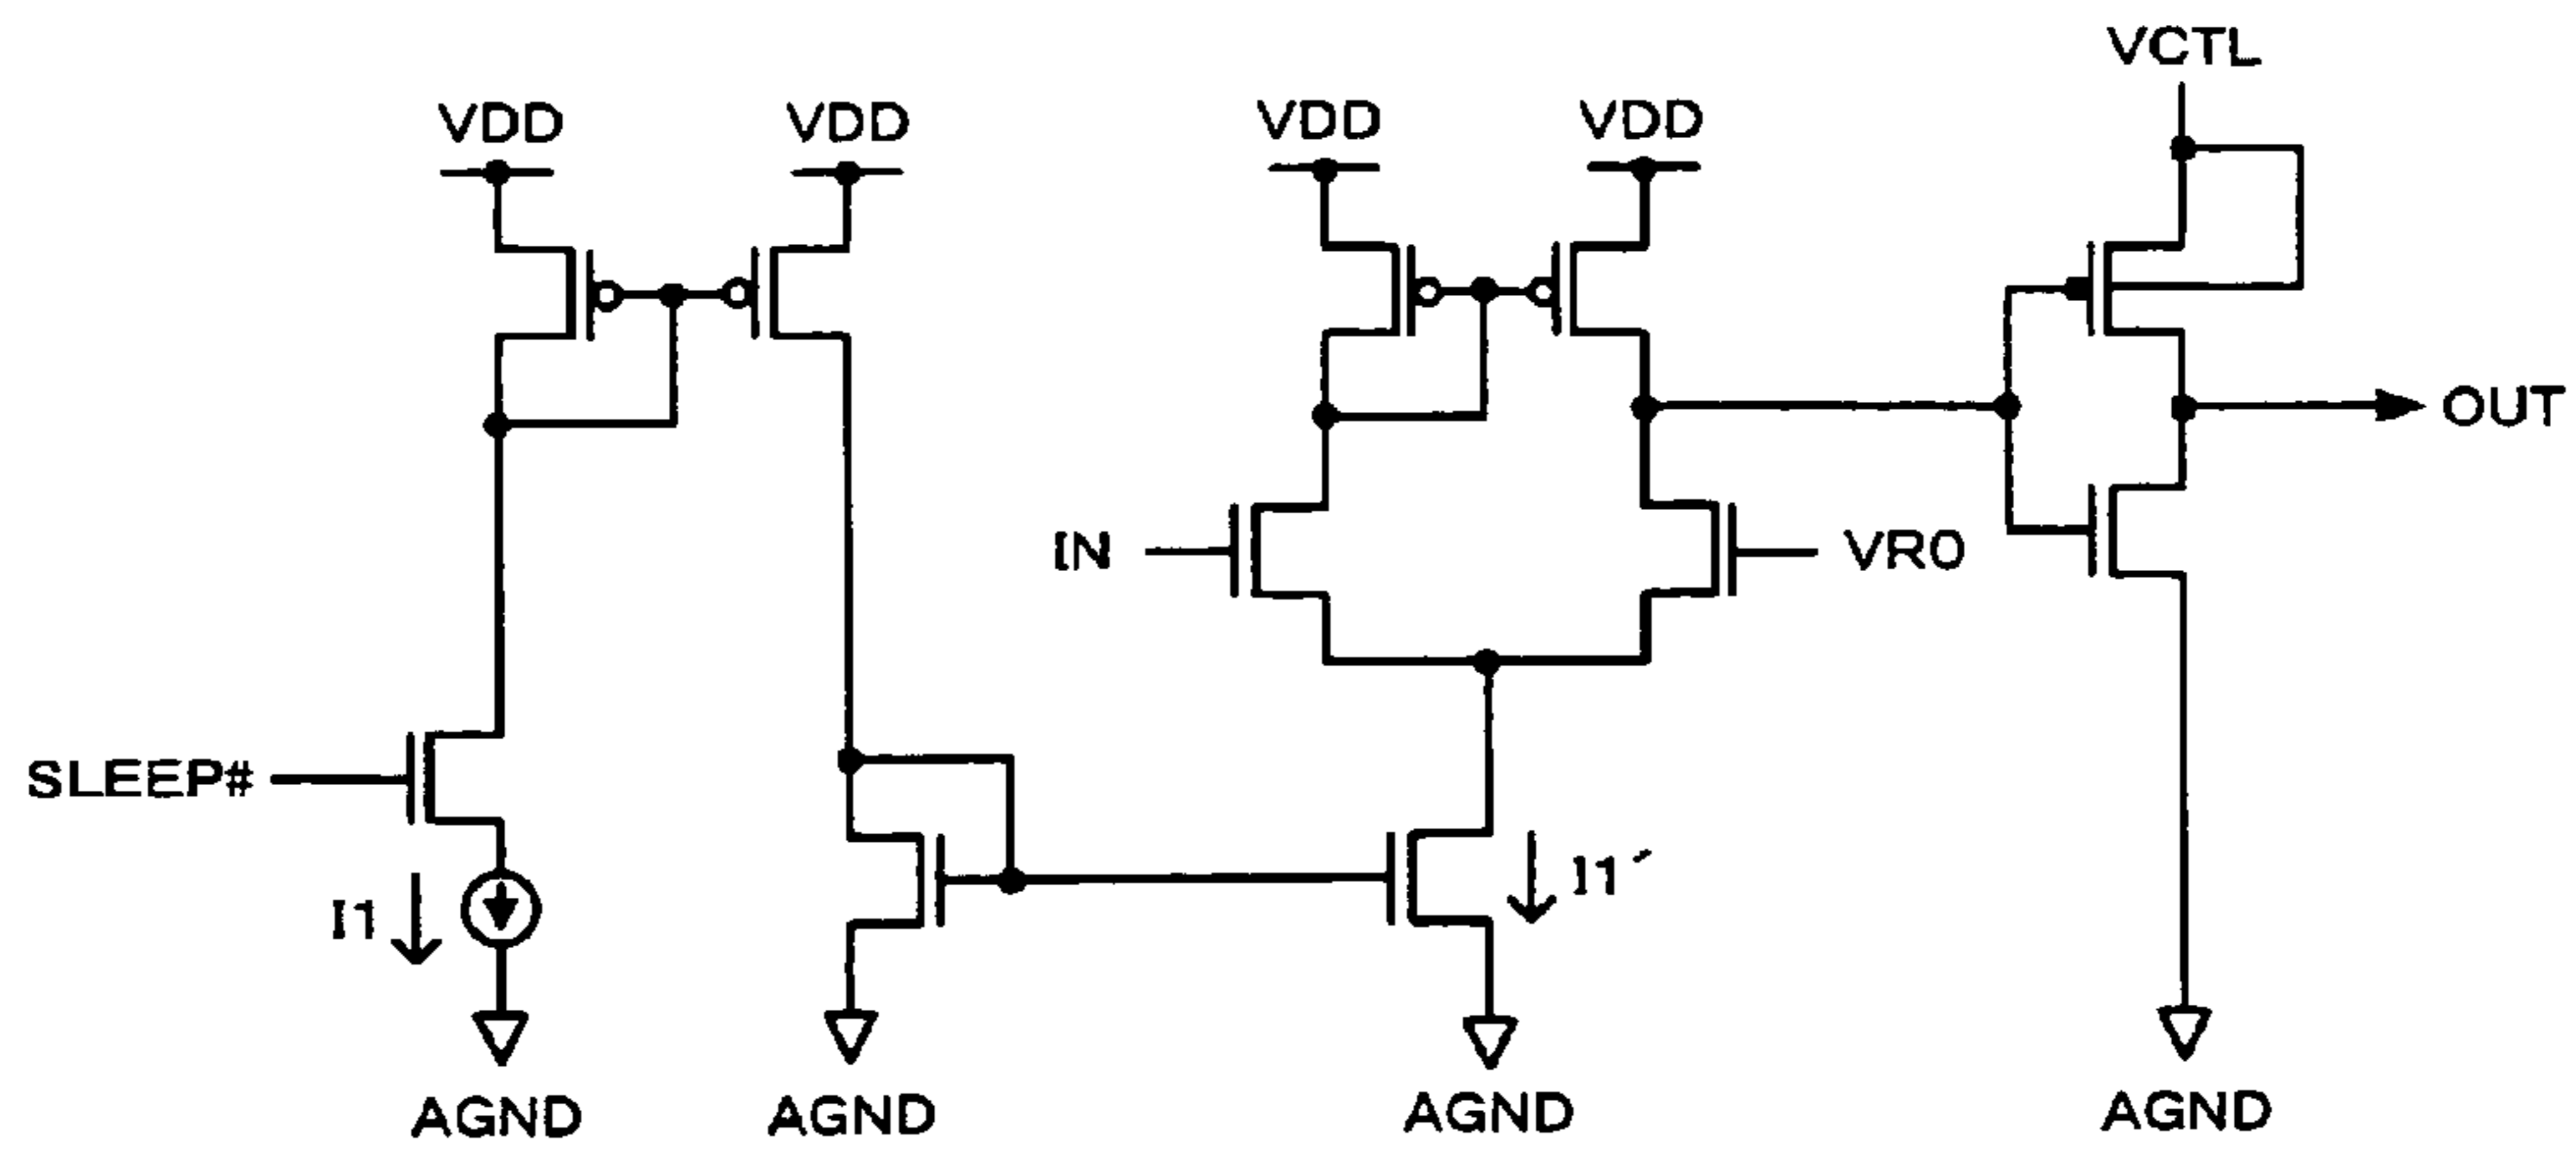 VCTL
VDD
VDD
VDD
VDD
OUT
IN
VR0
SLEEP#
I1
I1´
AGND
AGND
AGND
AGND